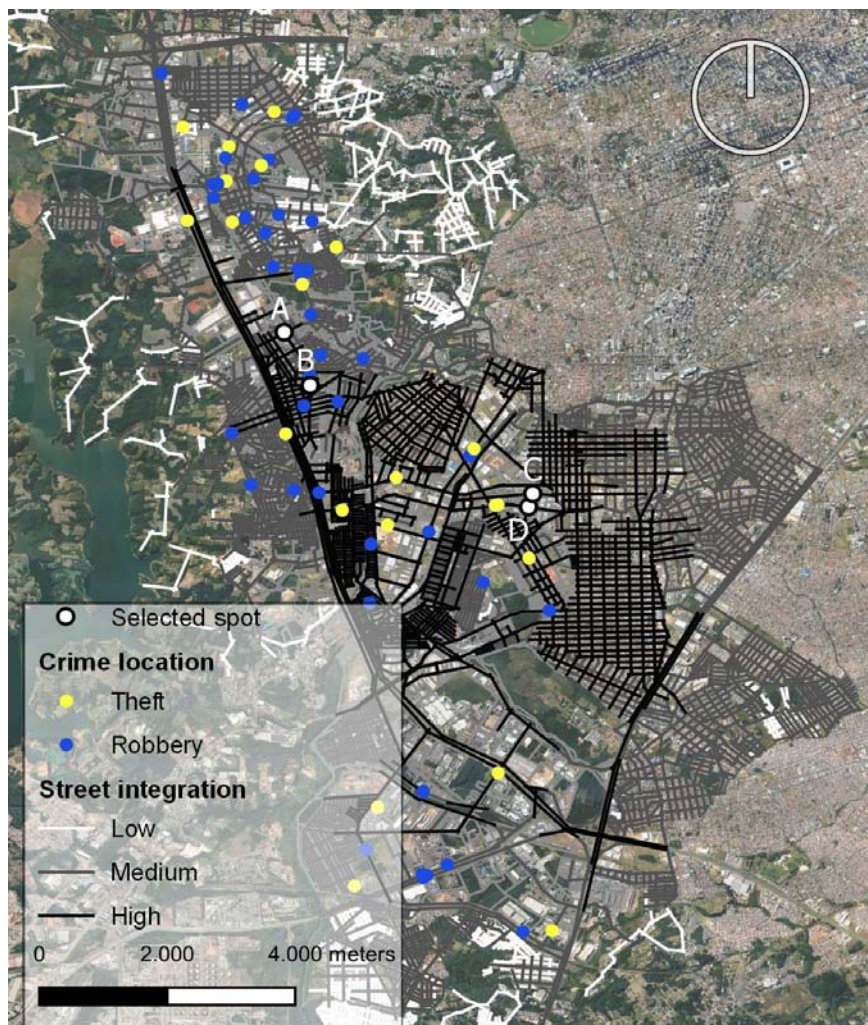 A
B
C
D
Selected spot
Crime location
Theft
Robbery
Street integration
Low
Medium
High
0 2.000 4.000 meters